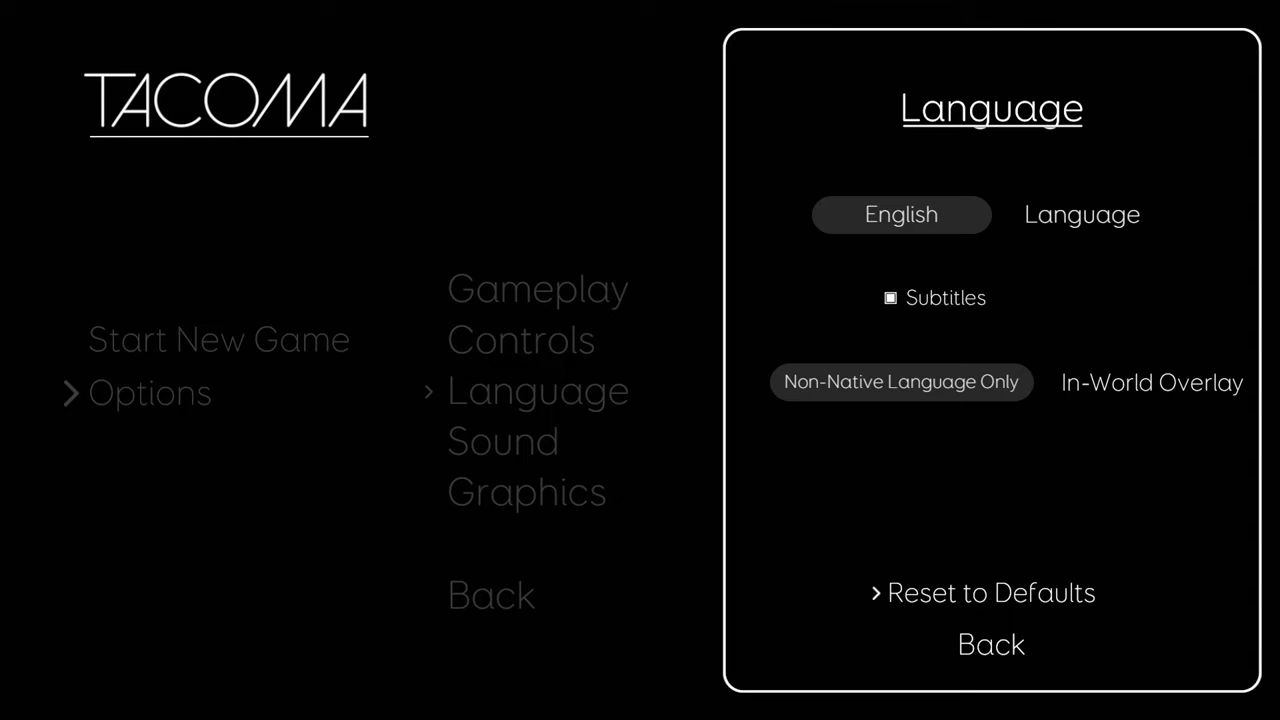 TACOMA
Start New Game
Options
Gameplay
Controls
Language
Sound
Graphics
Back
Language
English Language
Subtitles
Non-Native Language Only In-World Overlay
Reset to Defaults
Back